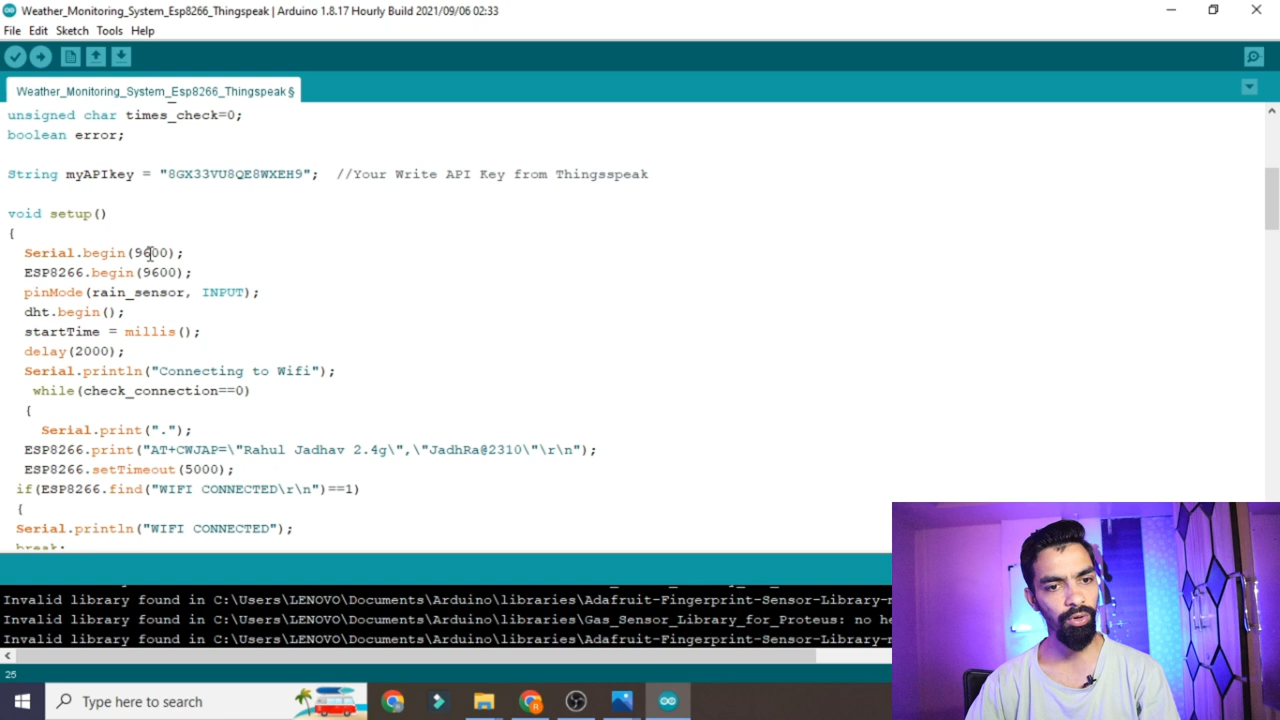 Weather_Monitoring_System_Esp8266_Thingspeak | Arduino 1.8.17 Hourly Build 2021/09/06 02:33
File Edit Sketch Tools Help
Weather_Monitoring_System_Esp8266_Thingspeak §
unsigned char times_check=0;
boolean error;
String myAPIkey = "8GX33VU8QE8WXEH9"; //Your Write API Key from Thingsspeak
void setup()
{
Serial.begin(9600);
ESP8266.begin(9600);
pinMode(rain_sensor, INPUT);
dht.begin();
startTime = millis();
delay(2000);
Serial.println("Connecting to Wifi");
while(check_connection==0)
{
Serial.print(".");
ESP8266.print("AT+CWJAP=\"Rahul Jadhav 2.4g\",\"JadhRa@2310\"\r\n");
ESP8266.setTimeout(5000);
if(ESP8266.find("WIFI CONNECTED\r\n")==1)
{
Serial.println("WIFI CONNECTED");
break;
Invalid library found in C:\Users\LENOVO\Documents\Arduino\libraries\Adafruit-Fingerprint-Sensor-Library-
Invalid library found in C:\Users\LENOVO\Documents\Arduino\libraries\Gas_Sensor_Library_for_Proteus: no
Invalid library found in C:\Users\LENOVO\Documents\Arduino\libraries\Adafruit-Fingerprint-Sensor-Library-
25
Type here to search